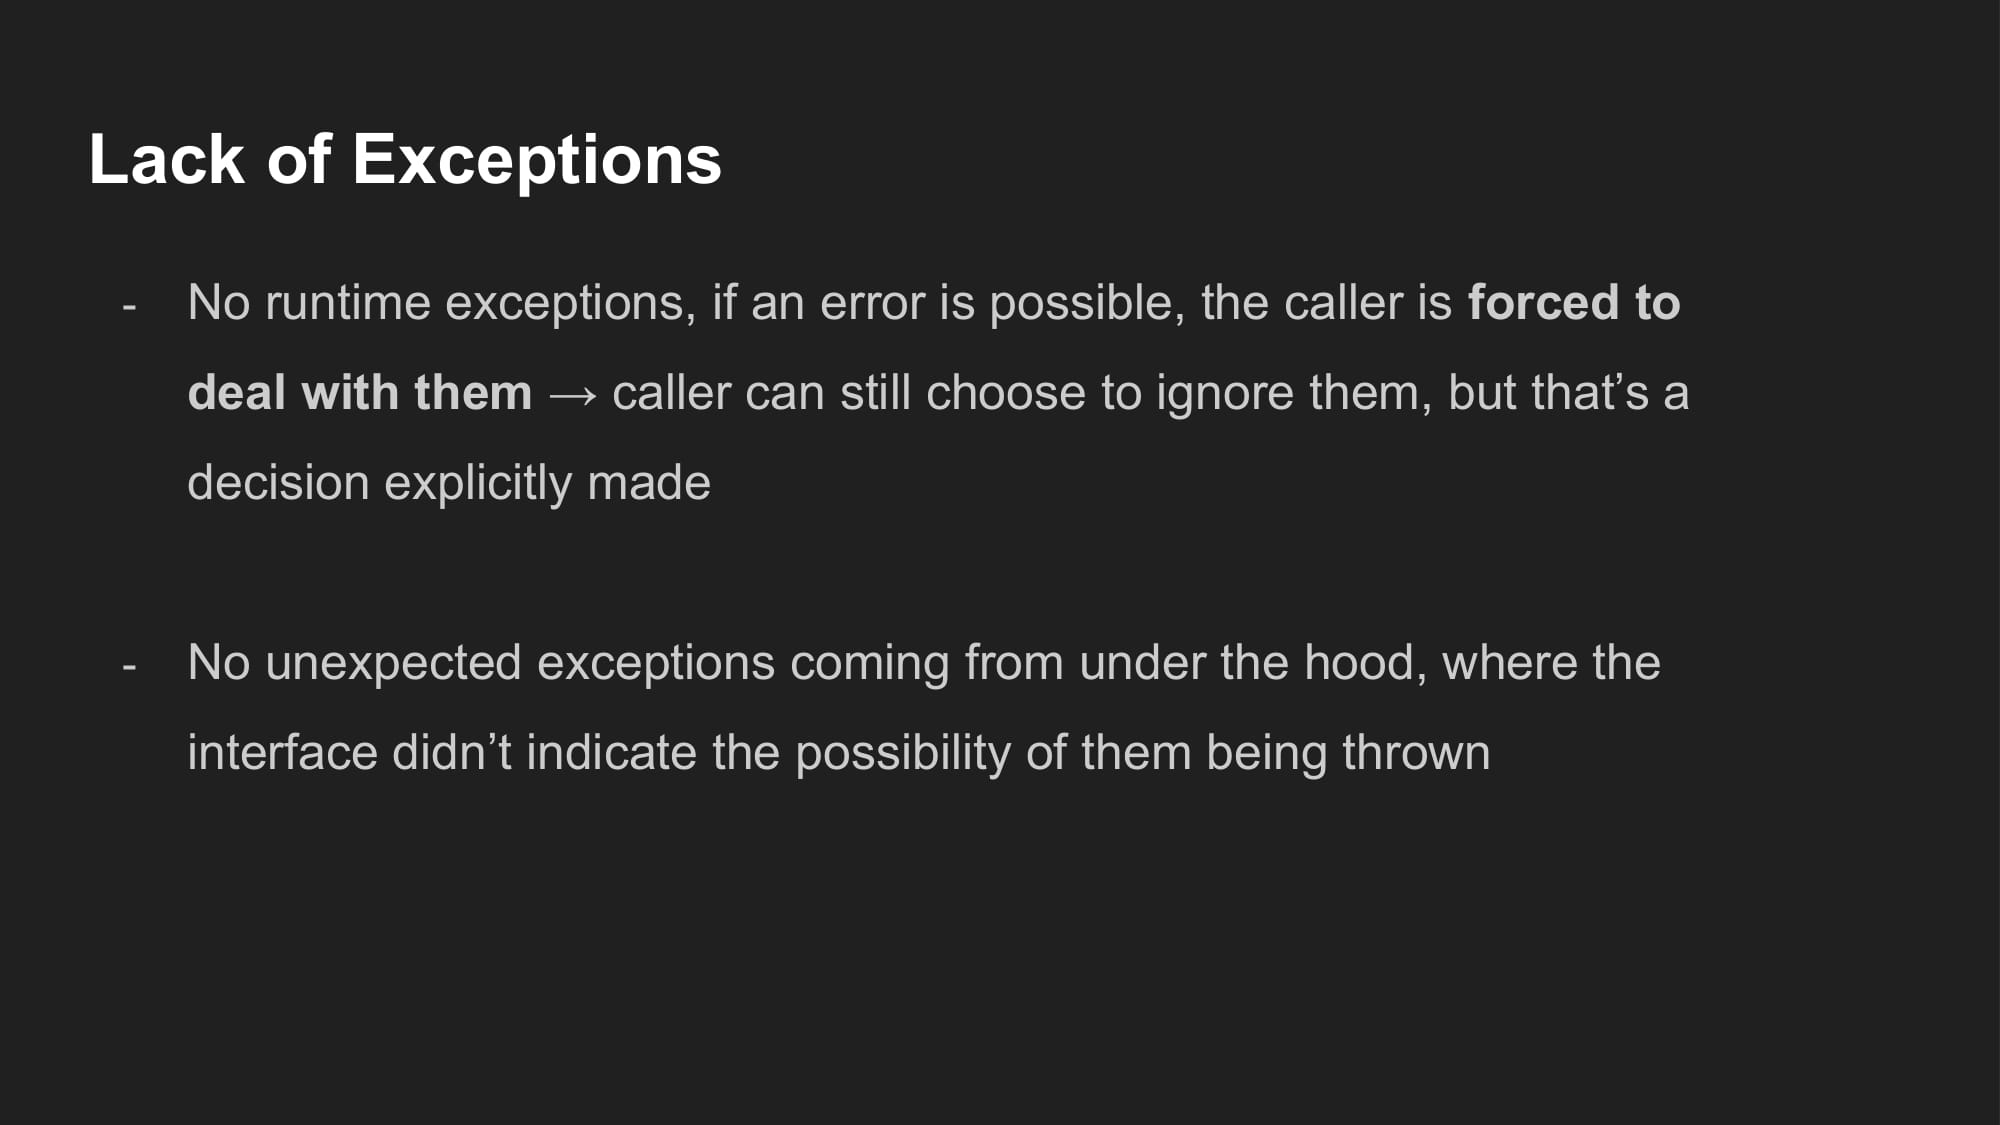 Lack of Exceptions
- No runtime exceptions, if an error is possible, the caller is forced to
deal with them → caller can still choose to ignore them, but that’s a
decision explicitly made
- No unexpected exceptions coming from under the hood, where the
interface didn’t indicate the possibility of them being thrown